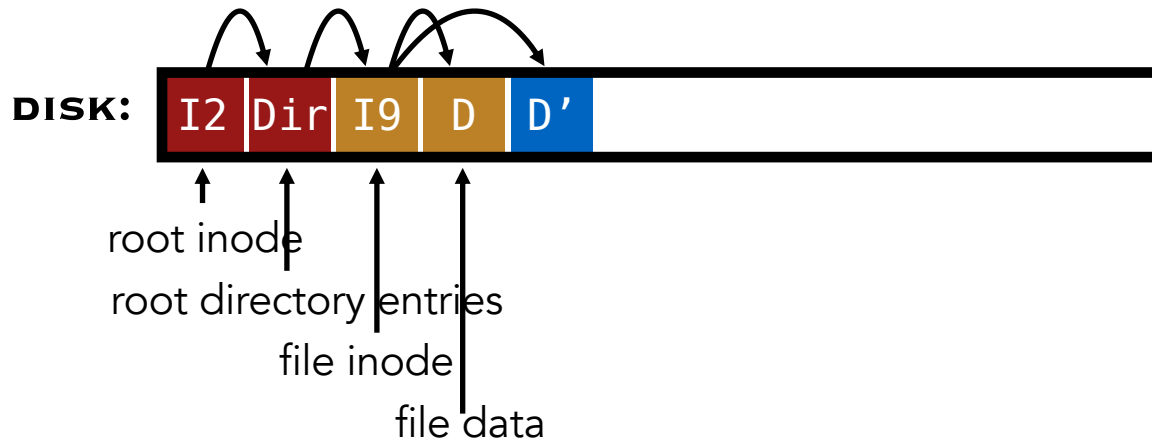 DISK: I2 Dir I9 D D’
root inode
root directory entries
file inode
file data